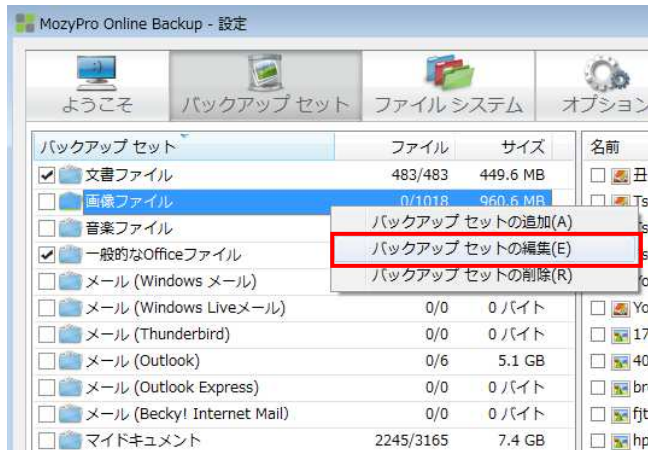 MozyPro Online Backup - 設定
ようこそ バックアップ セット ファイル システム オプション
バックアップ セット ファイル サイズ 名前
文書ファイル 483/483 449.6 MB 丑
画像ファイル 0/1018 960.6 MB Ts
バックアップ セットの追加(A)
音楽ファイル
バックアップ セットの編集(E)
一般的なOfficeファイル
バックアップ セットの削除(R)
メール (Windows メール)
メール (Windows Liveメール) 0/0 0 バイト Yo
メール (Thunderbird) 0/0 0 バイト 17
メール (Outlook) 0/6 5.1 GB 40
メール (Outlook Express) 0/0 0 バイト br
メール (Becky! Internet Mail) 0/0 0 バイト fjt
マイドキュメント 2245/3165 7.4 GB hp